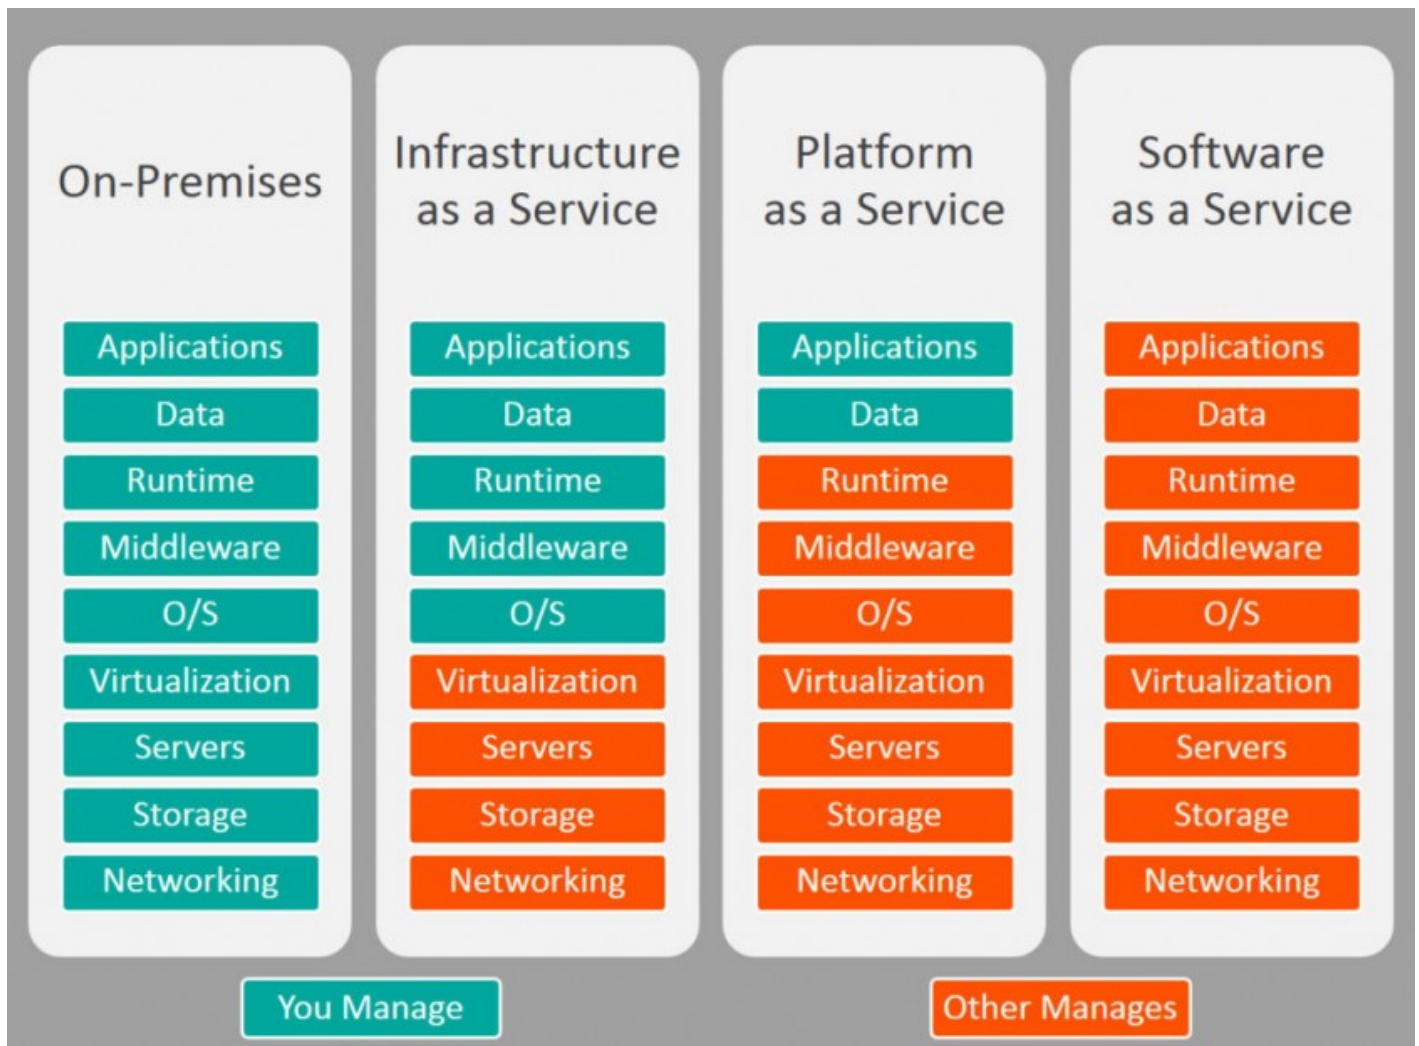 On-Premises
Applications
Data
Runtime
Middleware
O/S
Virtualization
Servers
Storage
Networking
Infrastructure
as a Service
Applications
Data
Runtime
Middleware
O/S
Virtualization
Servers
Storage
Networking
Platform
as a Service
Applications
Data
Runtime
Middleware
O/S
Virtualization
Servers
Storage
Networking
Software
as a Service
Applications
Data
Runtime
Middleware
O/S
Virtualization
Servers
Storage
Networking
You Manage
Other Manages